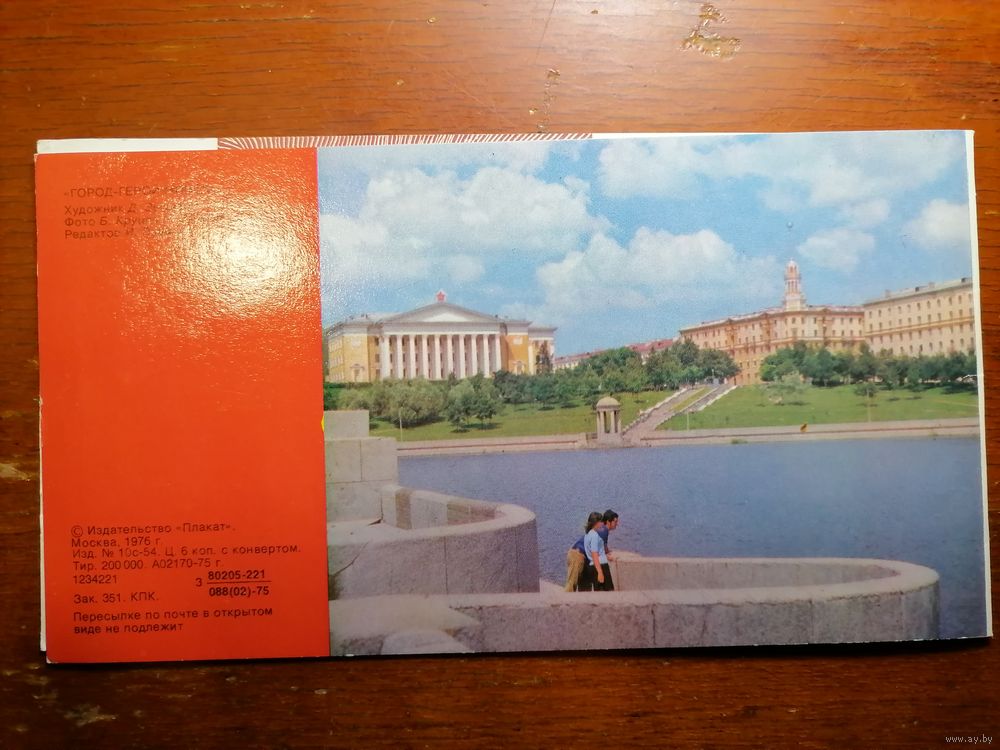 «ГОРОД-ГЕРОЙ
Художник Д.
Фото Б.
Редактор И.
© Издательство «Плакат».
Москва, 1976 г.
Изд. № 10с-54. Ц. 6 коп. с конвертом.
Тир. 200 000. А02170-75 г.
1234221
З 80205-221
088(02)-75
Зак. 351. КПК.
Пересылке по почте в открытом
виде не подлежит
www.ay.by